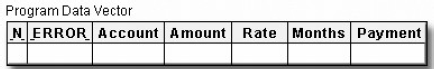 Program Data Vector
_N_ _ERROR_ Account Amount Rate Months Payment